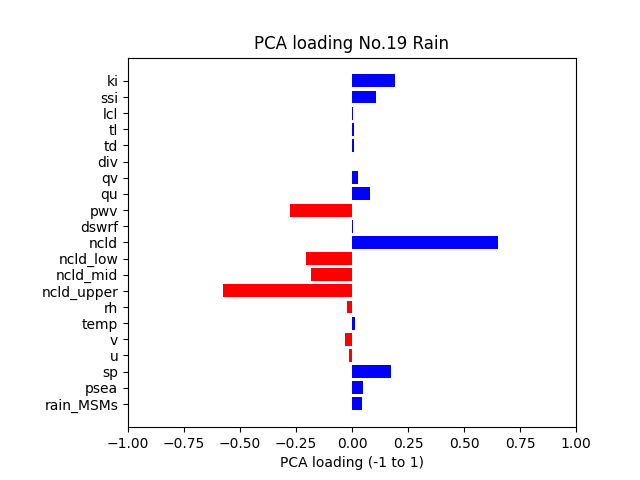 PCA loading No.19 Rain
ki
ssi
lcl
tl
td
div
qv
qu
pwv
dswrf
ncld
ncld_low
ncld_mid
ncld_upper
rh
temp
v
u
sp
psea
rain_MSMs
−1.00 −0.75 −0.50 −0.25 0.00 0.25 0.50 0.75 1.00
PCA loading (-1 to 1)